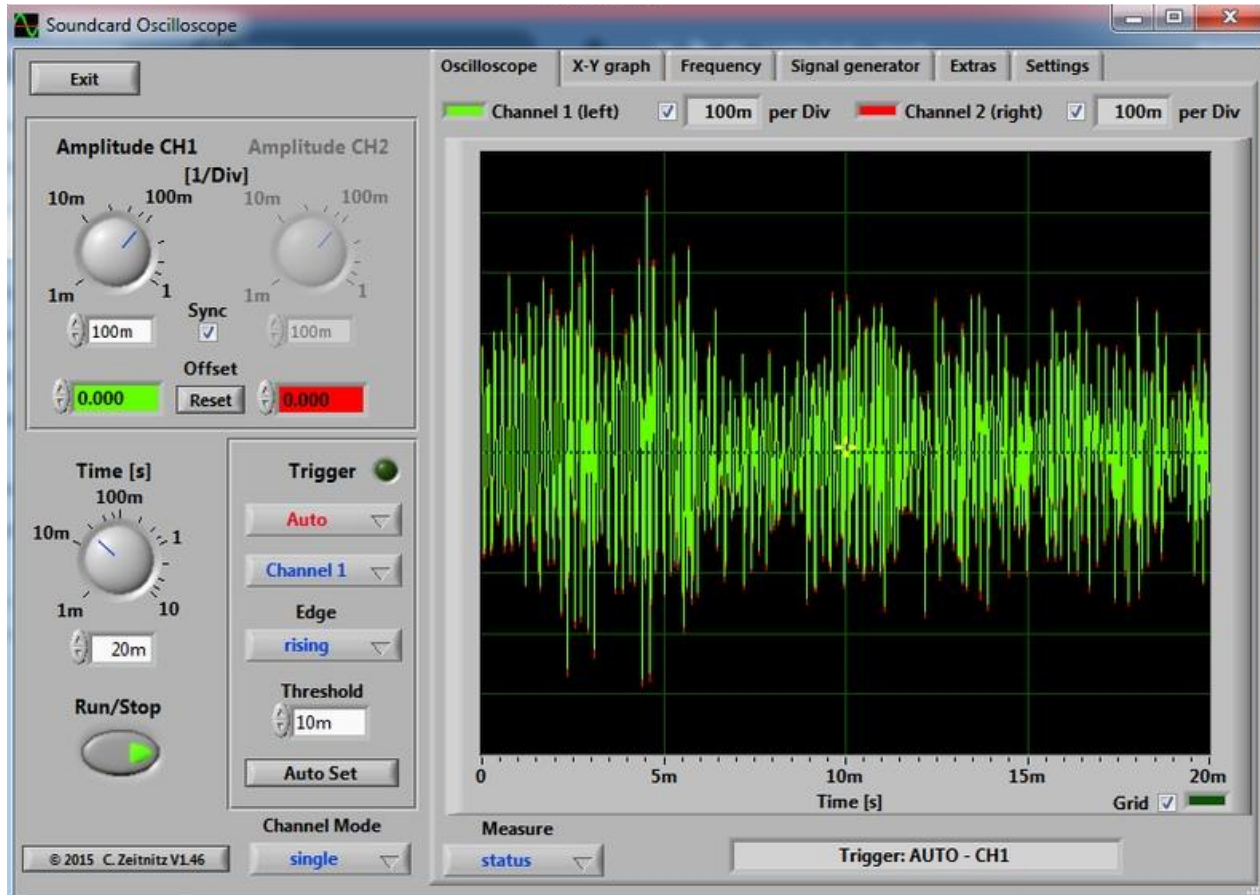 Soundcard Oscilloscope
Exit
Amplitude CH1 Amplitude CH2
[1/Div]
10m 100m 10m 100m
1m 1 1m 1
Sync
100m 100m
Offset
0.000 Reset 0.000
Time [s]
100m
10m 1
1m 10
20m
Run/Stop
Trigger
Auto
Channel 1
Edge
rising
Threshold
10m
Auto Set
Channel Mode
single
© 2015 C. Zeitnitz V1.46
Oscilloscope X-Y graph Frequency Signal generator Extras Settings
Channel 1 (left) 100m per Div Channel 2 (right) 100m per Div
0 5m 10m 15m 20m
Time [s]
Grid
Measure
status
Trigger: AUTO - CH1